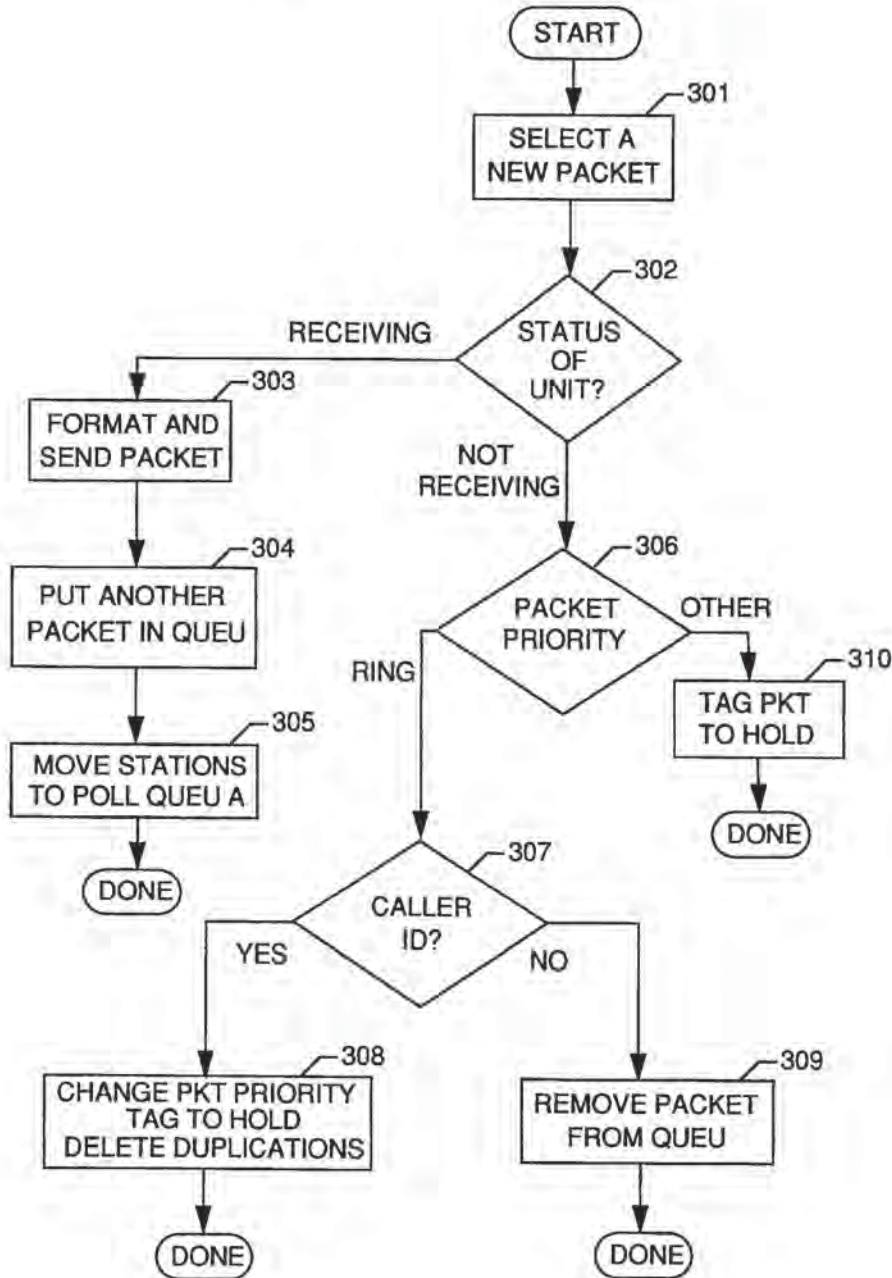 START
301
SELECT A
NEW PACKET
302
STATUS
OF
UNIT?
RECEIVING
303
FORMAT AND
SEND PACKET
NOT
RECEIVING
304
PUT ANOTHER
PACKET IN QUEU
306
PACKET
PRIORITY
OTHER
RING
310
TAG PKT
TO HOLD
DONE
305
MOVE STATIONS
TO POLL QUEU A
DONE
307
CALLER
ID?
YES
NO
308
CHANGE PKT PRIORITY
TAG TO HOLD
DELETE DUPLICATIONS
DONE
309
REMOVE PACKET
FROM QUEU
DONE